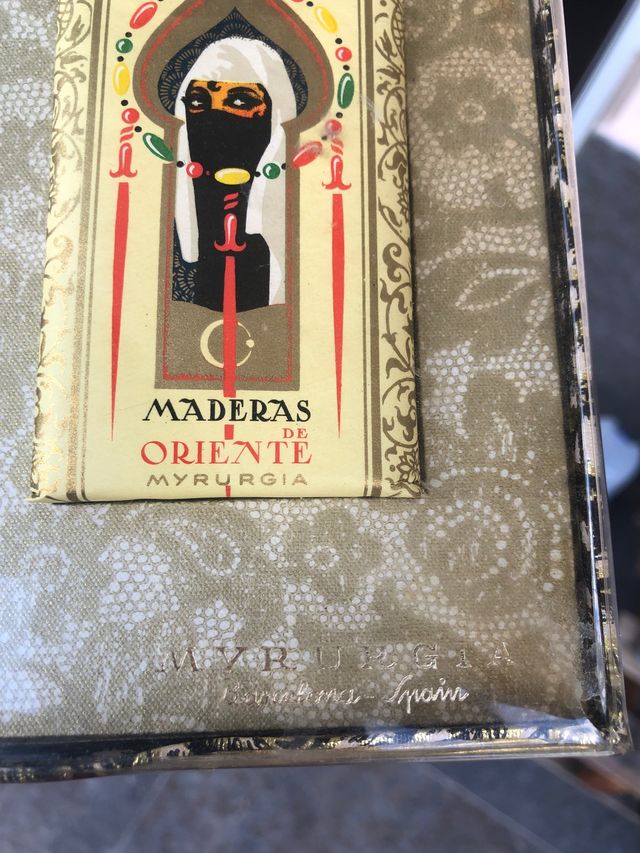 MADERAS
DE
ORIENTE
MYRURGIA
MYRURGIA
Barcelona - Spain